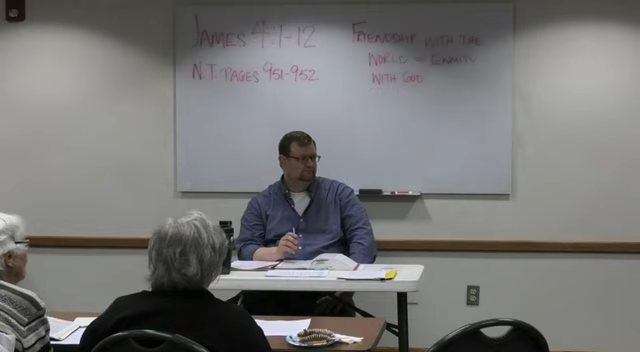 JAMES 4:1-12
N.T. PAGES 951-952
FRIENDSHIP WITH THE
WORLD = ENMITY
WITH GOD